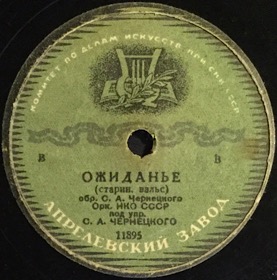 КОМИТЕТ ПО ДЕЛАМ ИСКУССТВ ПРИ СНК СССР
В В
ОЖИДАНЬЕ
(старин. вальс)
обр. С. А. Чернецкого
Орк. НКО СССР
под упр.
С. А. ЧЕРНЕЦКОГО
11895
АПРЕЛЕВСКИЙ ЗАВОД